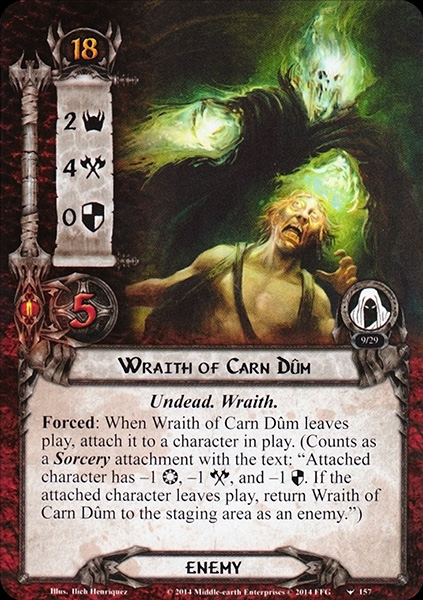 18
2
4
0
5
9/29
Wraith of Carn Dûm
Undead. Wraith.
Forced: When Wraith of Carn Dûm leaves
play, attach it to a character in play. (Counts as
a Sorcery attachment with the text: “Attached
character has −1 , −1 , and −1 . If the
attached character leaves play, return Wraith of
Carn Dûm to the staging area as an enemy.”)
ENEMY
Illus. Ilich Henriquez © 2014 Middle-earth Enterprises © 2014 FFG 157